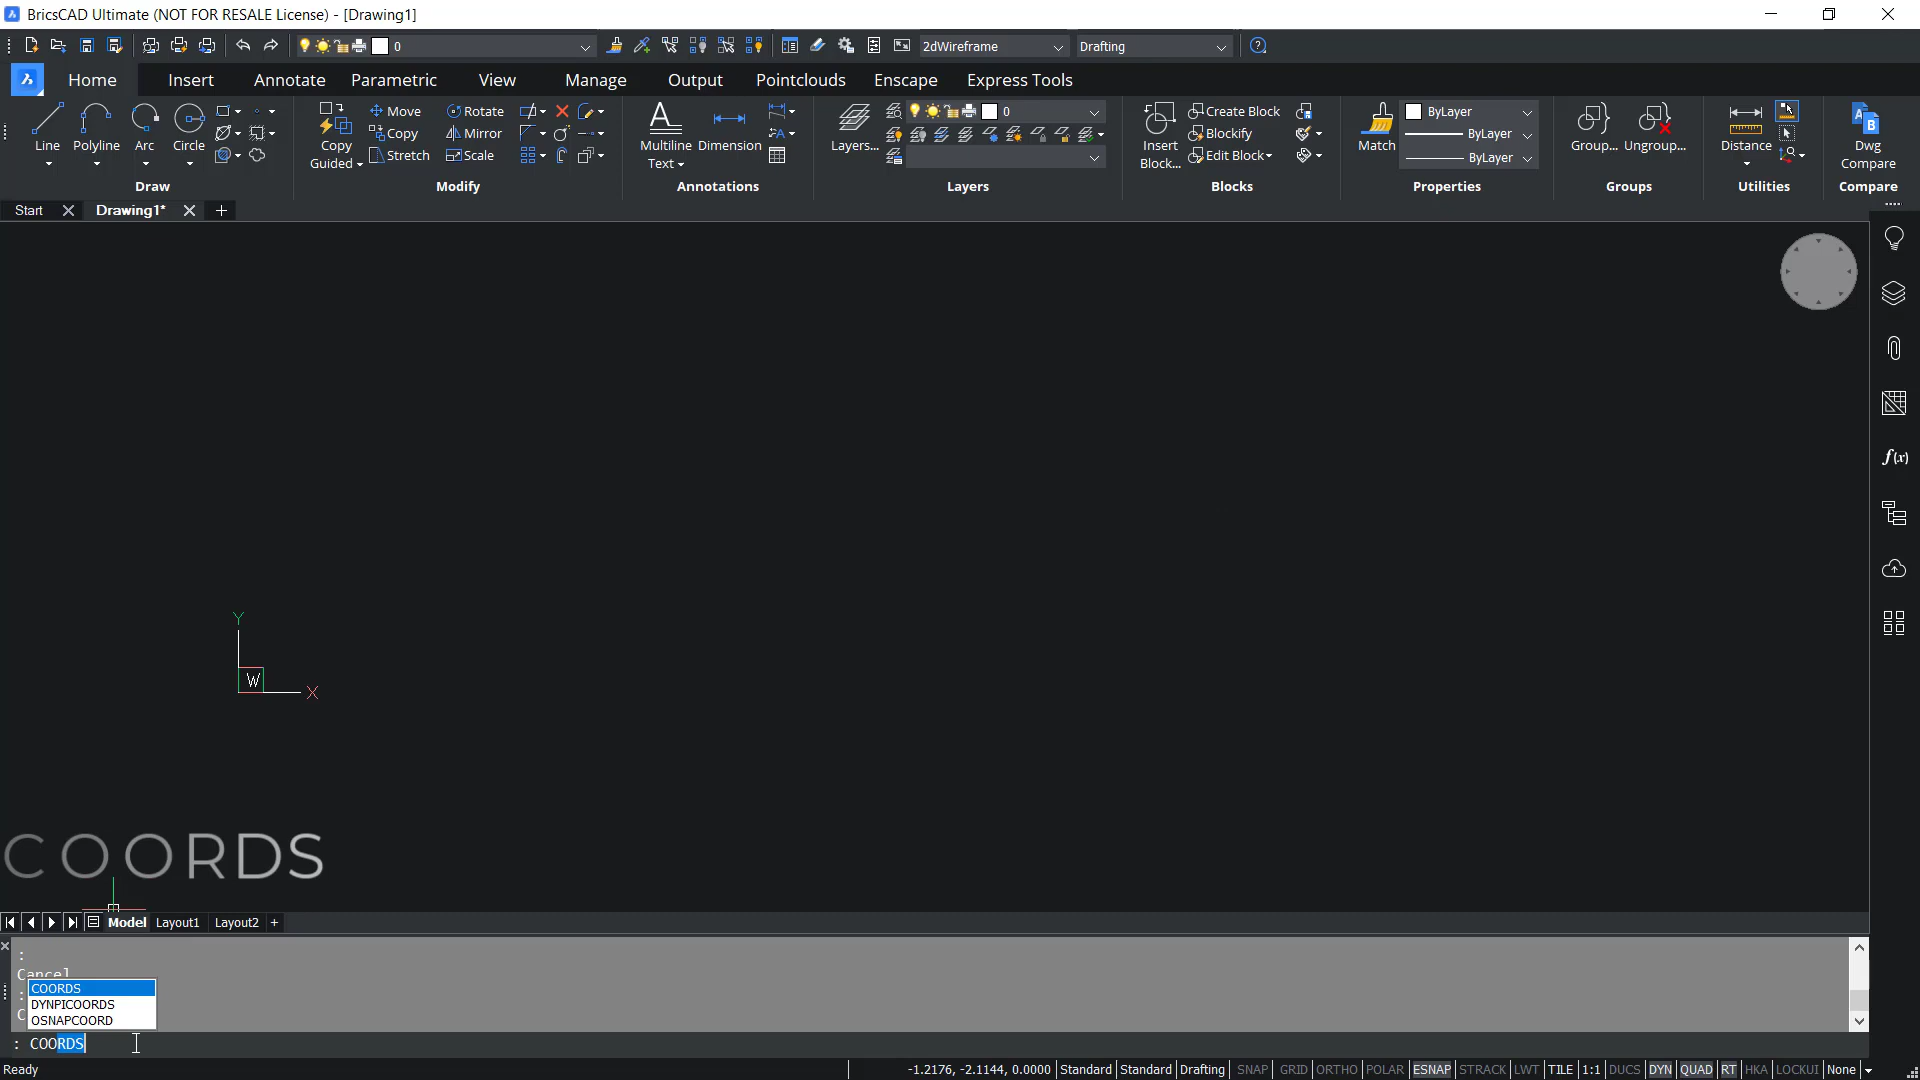 BricsCAD Ultimate (NOT FOR RESALE License) - [Drawing1]
0 2dWireframe Drafting
Home Insert Annotate Parametric View Manage Output Pointclouds Enscape Express Tools
Line Polyline Arc Circle
Draw
Copy Guided
Move Rotate
Copy Mirror
Stretch Scale
Modify
Multiline Text Dimension
Annotations
Layers...
0
Layers
Insert Block...
Create Block
Blockify
Edit Block
Blocks
Match
ByLayer
ByLayer
ByLayer
Properties
Group... Ungroup...
Groups
Distance
Utilities
Dwg Compare
Compare
Start Drawing1*
f(x)
Y
W
X
COORDS
Model Layout1 Layout2 +
:
Cancel
:
C
COORDS
DYNPICOORDS
OSNAPCOORD
: COORDS
Ready
-1.2176, -2.1144, 0.0000 Standard Standard Drafting SNAP GRID ORTHO POLAR ESNAP STRACK LWT TILE 1:1 DUCS DYN QUAD RT HKA LOCKUI None